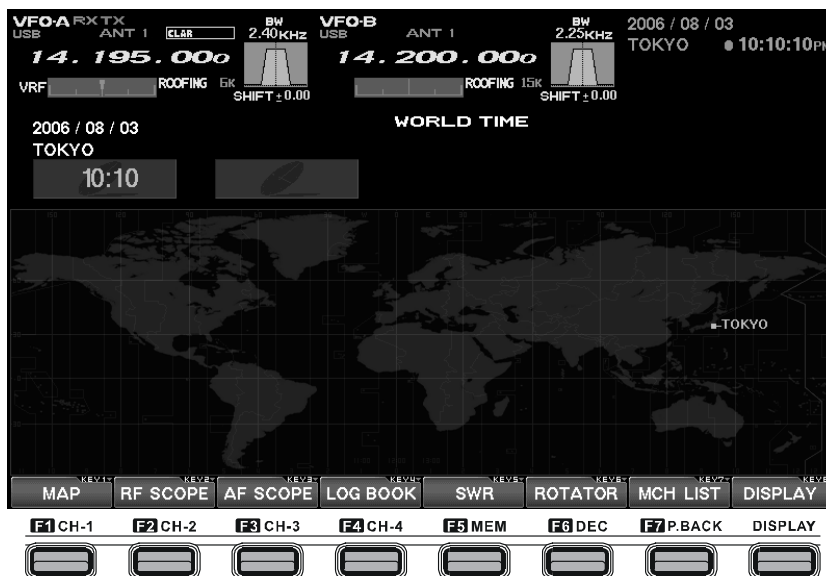 VFO-A RX TX
USB ANT 1 CLAR
BW
2.40KHZ
14.195.000
VRF ROOFING 6K
SHIFT ± 0.00
VFO-B
USB ANT 1
BW
2.25KHZ
14.200.000
ROOFING 15K
SHIFT ± 0.00
2006 / 08 / 03
TOKYO 10:10:10PM
WORLD TIME
2006 / 08 / 03
TOKYO
10:10
TOKYO
KEY1 KEY2 KEY3 KEY4 KEY5 KEY6 KEY7 KEY8
MAP RF SCOPE AF SCOPE LOG BOOK SWR ROTATOR MCH LIST DISPLAY
F1 CH-1 F2 CH-2 F3 CH-3 F4 CH-4 F5 MEM F6 DEC F7 P.BACK DISPLAY